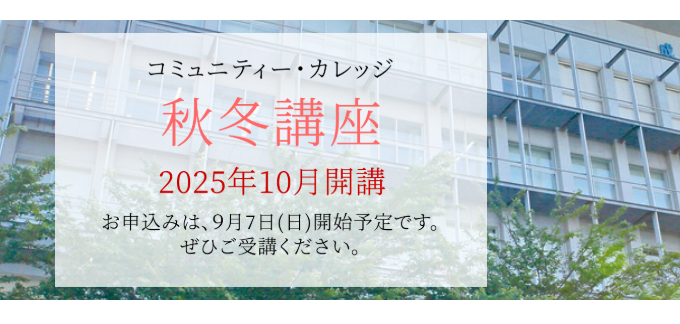 コミュニティー・カレッジ
秋冬講座
2025年10月開講
お申込みは、9月7日(日)開始予定です。
ぜひご受講ください。